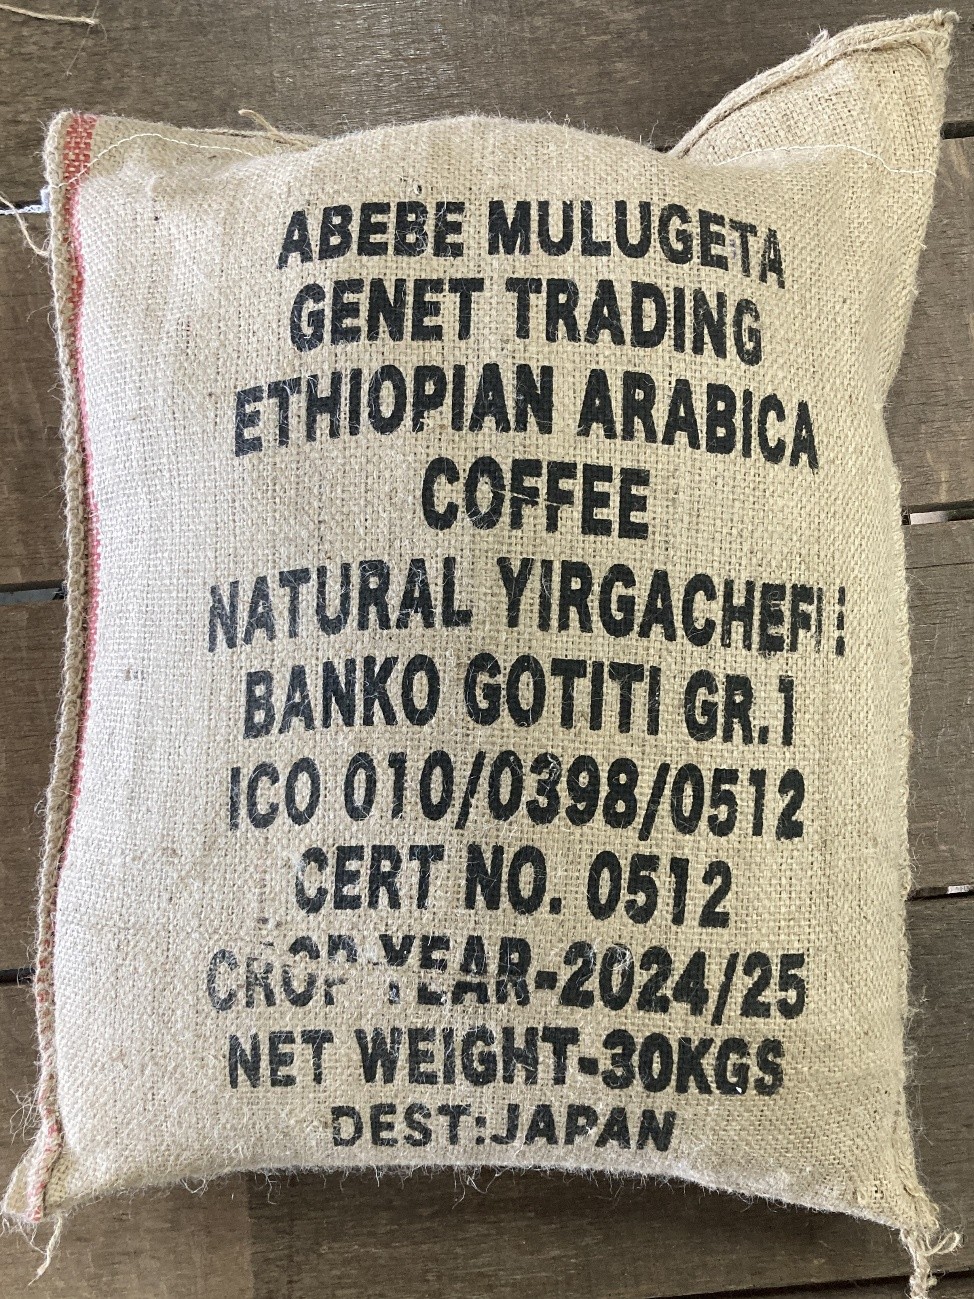 ABEBE MULUGETA
GENET TRADING
ETHIOPIAN ARABICA
COFFEE
NATURAL YIRGACHEFE
BANKO GOTITI GR.1
ICO 010/0398/0512
CERT NO. 0512
CROP YEAR-2024/25
NET WEIGHT-30KGS
DEST:JAPAN